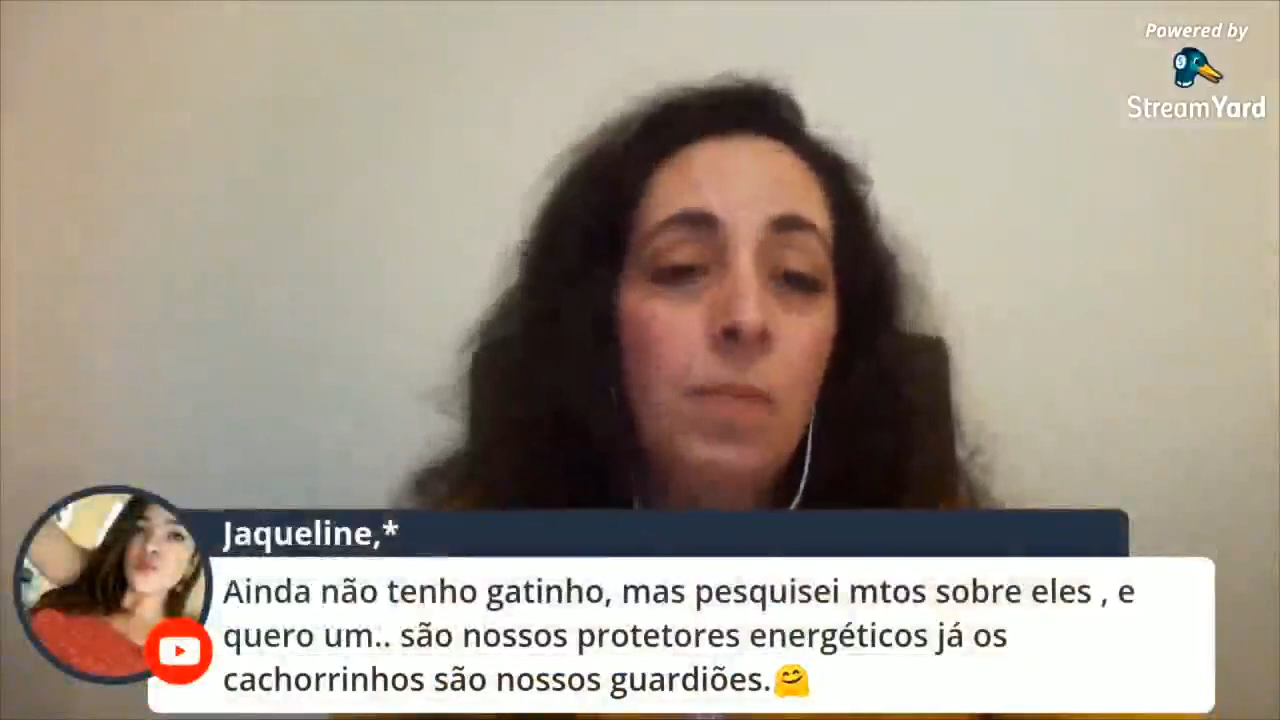 Powered by
StreamYard
Jaqueline,*
Ainda não tenho gatinho, mas pesquisei mtos sobre eles , e
quero um.. são nossos protetores energéticos já os
cachorrinhos são nossos guardiões.🤗